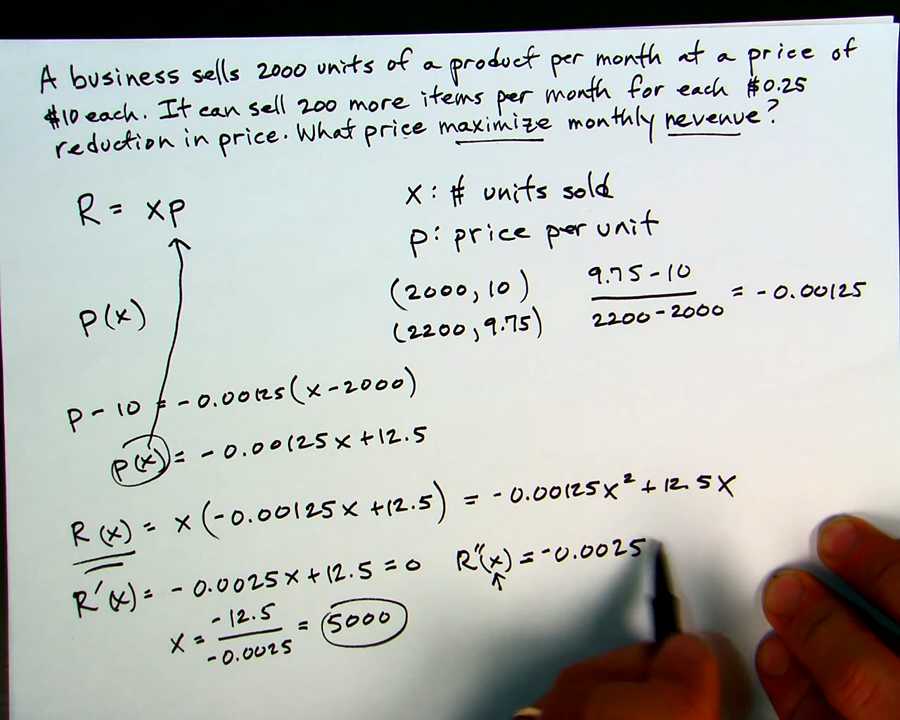 A business sells 2000 units of a product per month at a price of
$10 each. It can sell 200 more items per month for each $0.25
reduction in price. What price maximize monthly revenue?
R = xp
x: # units sold
p: price per unit
(2000, 10)
(2200, 9.75)
9.75 - 10
2200 - 2000
= -0.00125
P(x)
P - 10 = -0.00125(x - 2000)
P(x) = -0.00125x + 12.5
R(x) = x(-0.00125x + 12.5) = -0.00125x² + 12.5x
R'(x) = -0.0025x + 12.5 = 0
R''(x) = -0.0025
x = -12.5 / -0.0025 = 5000